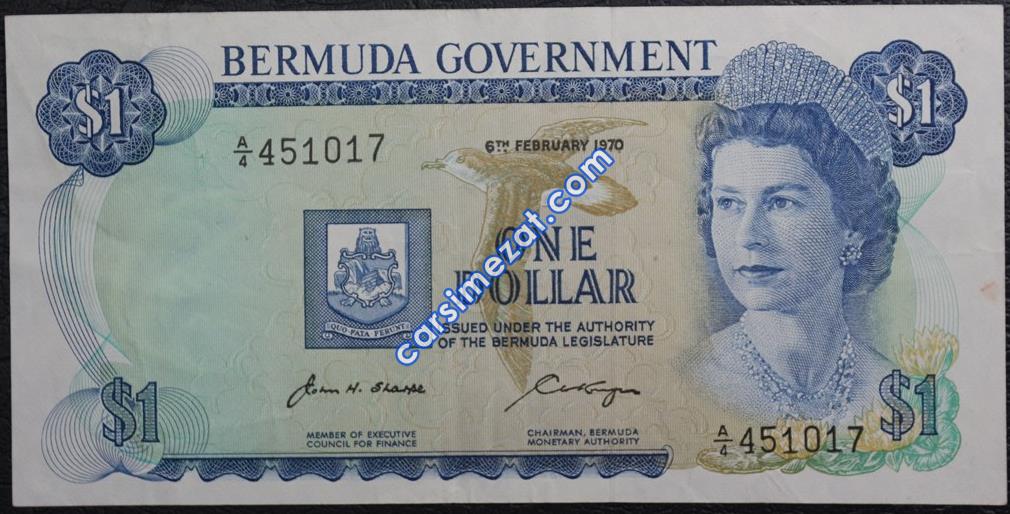 BERMUDA GOVERNMENT
$1
$1
A/4 451017
6TH FEBRUARY 1970
ONE
DOLLAR
QUO FATA FERUNT
ISSUED UNDER THE AUTHORITY
OF THE BERMUDA LEGISLATURE
carsimezat.com
John H. Sharpe
MEMBER OF EXECUTIVE
COUNCIL FOR FINANCE
CHAIRMAN, BERMUDA
MONETARY AUTHORITY
$1
A/4 451017
$1